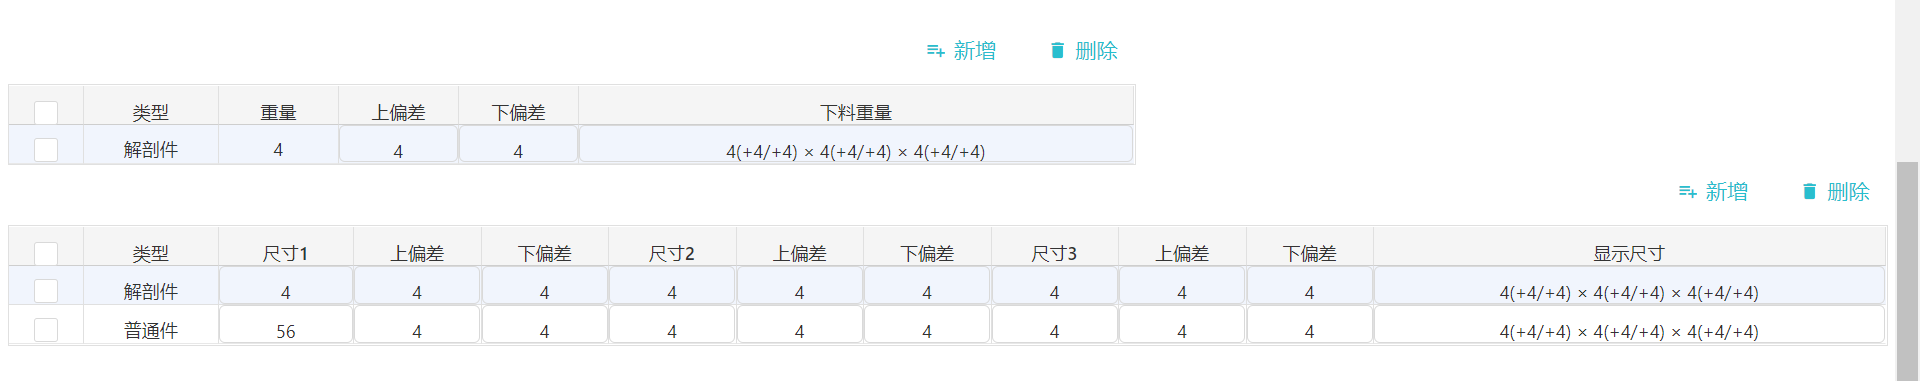 新增 删除
类型 重量 上偏差 下偏差 下料重量
解剖件 4 4 4 4(+4/+4) × 4(+4/+4) × 4(+4/+4)
新增 删除
类型 尺寸1 上偏差 下偏差 尺寸2 上偏差 下偏差 尺寸3 上偏差 下偏差 显示尺寸
解剖件 4 4 4 4 4 4 4 4 4 4(+4/+4) × 4(+4/+4) × 4(+4/+4)
普通件 56 4 4 4 4 4 4 4 4 4(+4/+4) × 4(+4/+4) × 4(+4/+4)